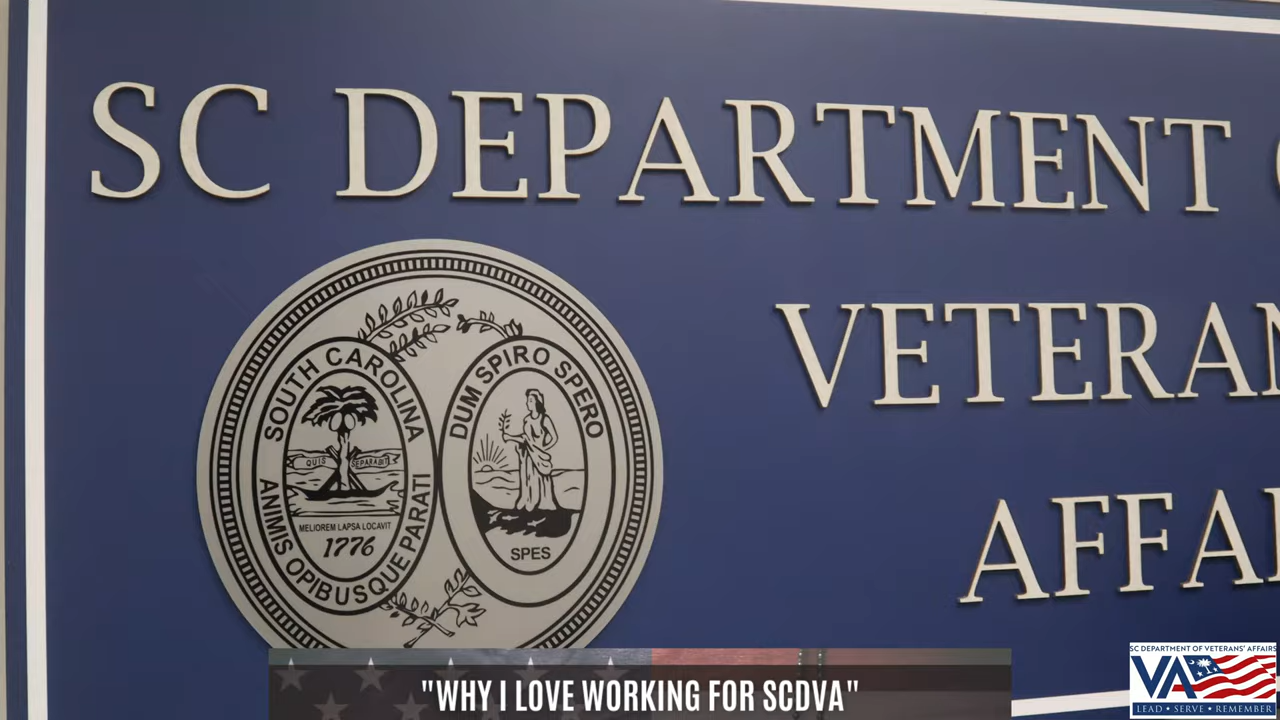 SC DEPARTMENT
VETERAN
AFFAI
SOUTH CAROLINA
ANIMIS OPIBUSQUE PARATI
QUIS SEPARABIT
MELIOREM LAPSA LOCAVIT
1776
DUM SPIRO SPERO
SPES
"WHY I LOVE WORKING FOR SCDVA"
SC DEPARTMENT OF VETERANS' AFFAIRS
VA
LEAD • SERVE • REMEMBER